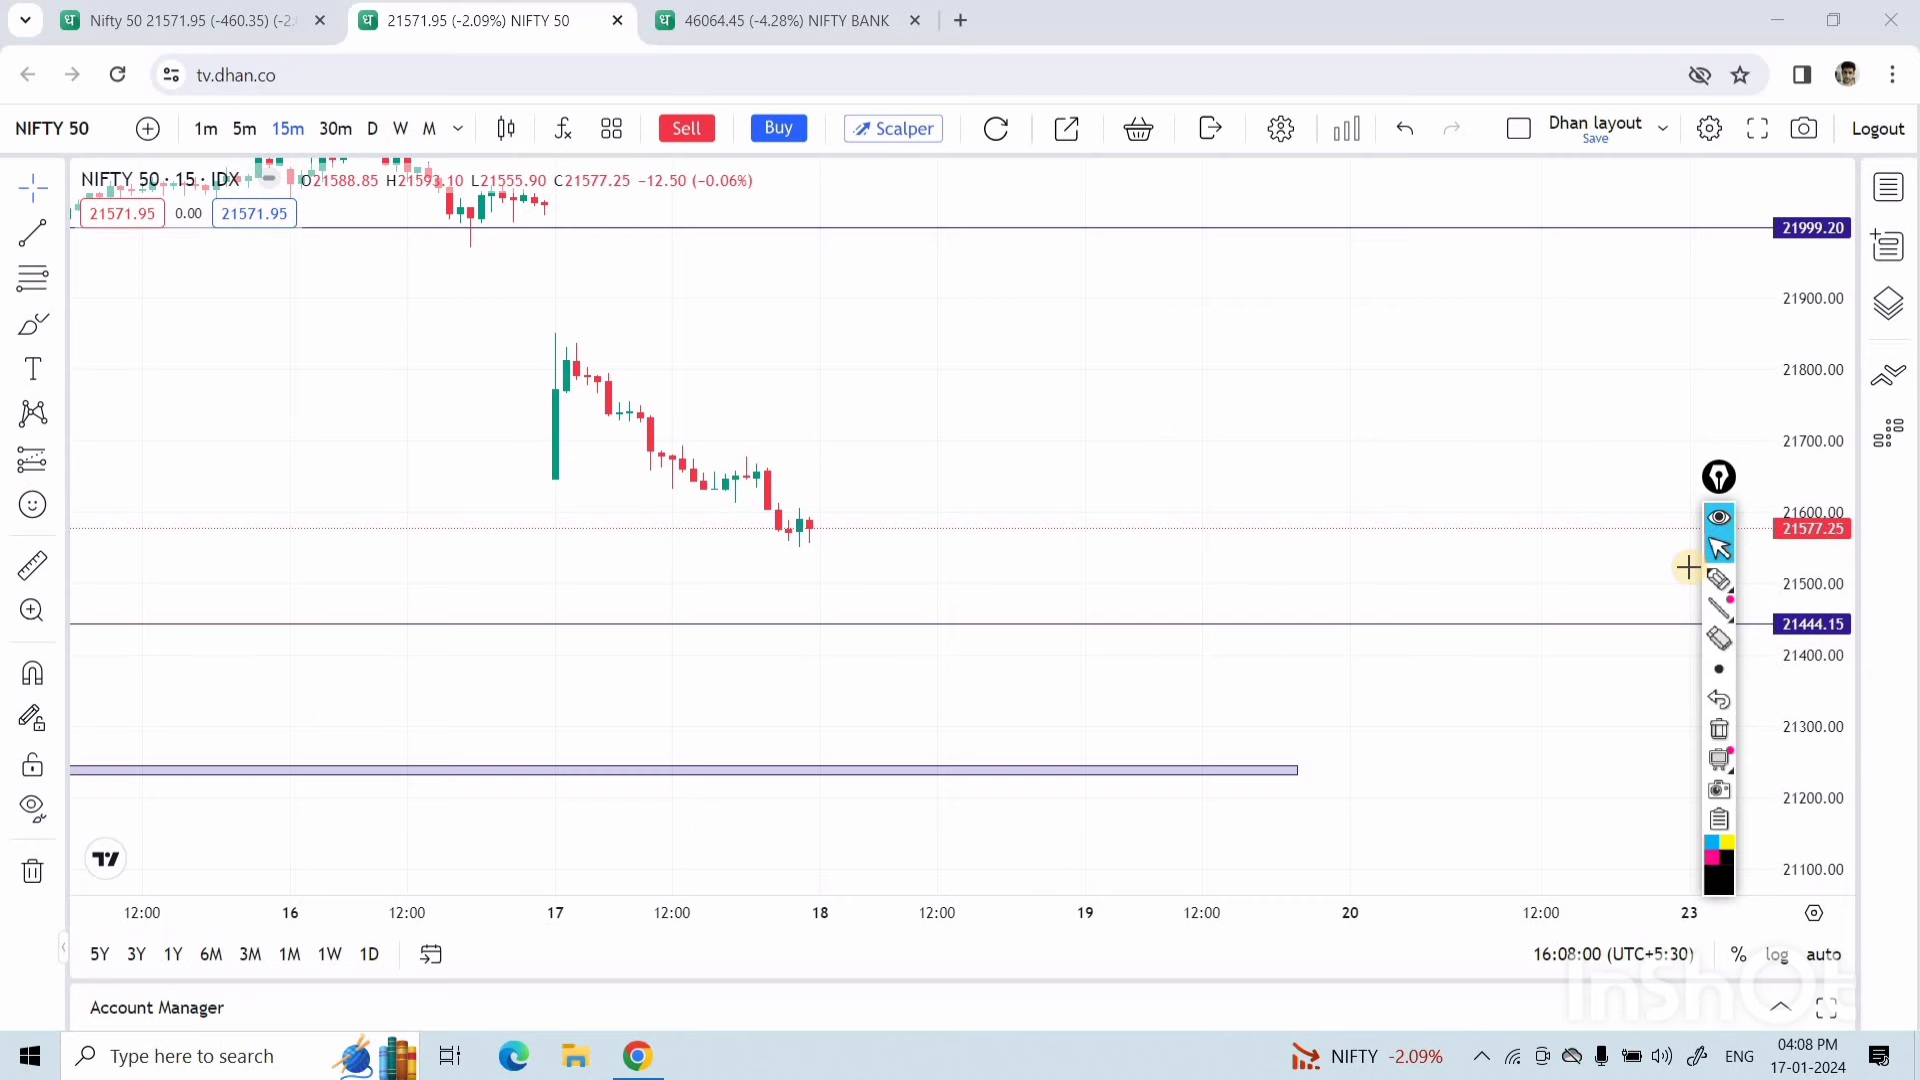 Nifty 50 21571.95 (-460.35) (-2.
21571.95 (-2.09%) NIFTY 50
46064.45 (-4.28%) NIFTY BANK
tv.dhan.co
NIFTY 50 1m 5m 15m 30m D W M Sell Buy Scalper Dhan layout Save Logout
NIFTY 50 · 15 · IDX O21588.85 H21593.10 L21555.90 C21577.25 −12.50 (−0.06%)
21571.95 0.00 21571.95
21999.20
21900.00
21800.00
21700.00
21600.00
21577.25
21500.00
21444.15
21400.00
21300.00
21200.00
21100.00
12:00 16 12:00 17 12:00 18 12:00 19 12:00 20 12:00 23
5Y 3Y 1Y 6M 3M 1M 1W 1D 16:08:00 (UTC+5:30) % log auto
InShOt
Account Manager
Type here to search NIFTY -2.09% ENG 04:08 PM
17-01-2024